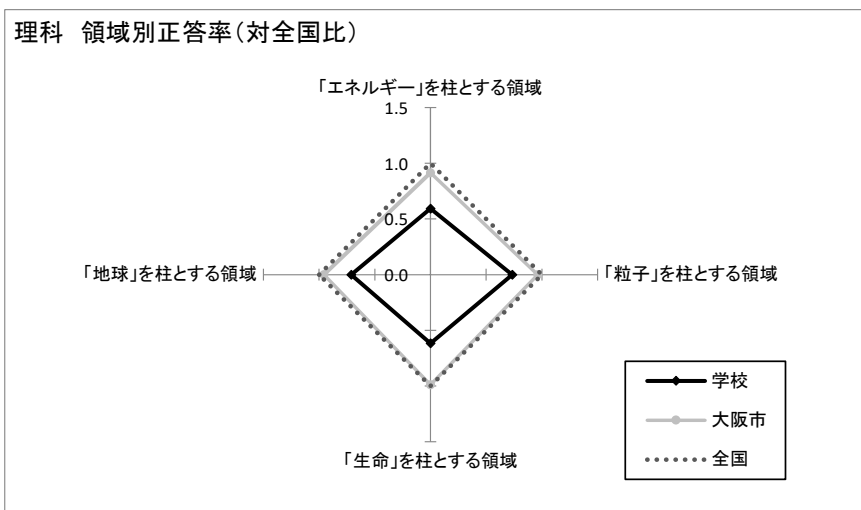 理科 領域別正答率(対全国比)
「エネルギー」を柱とする領域
1.5
1.0
0.5
「地球」を柱とする領域
0.0
「粒子」を柱とする領域
「生命」を柱とする領域
学校
大阪市
全国